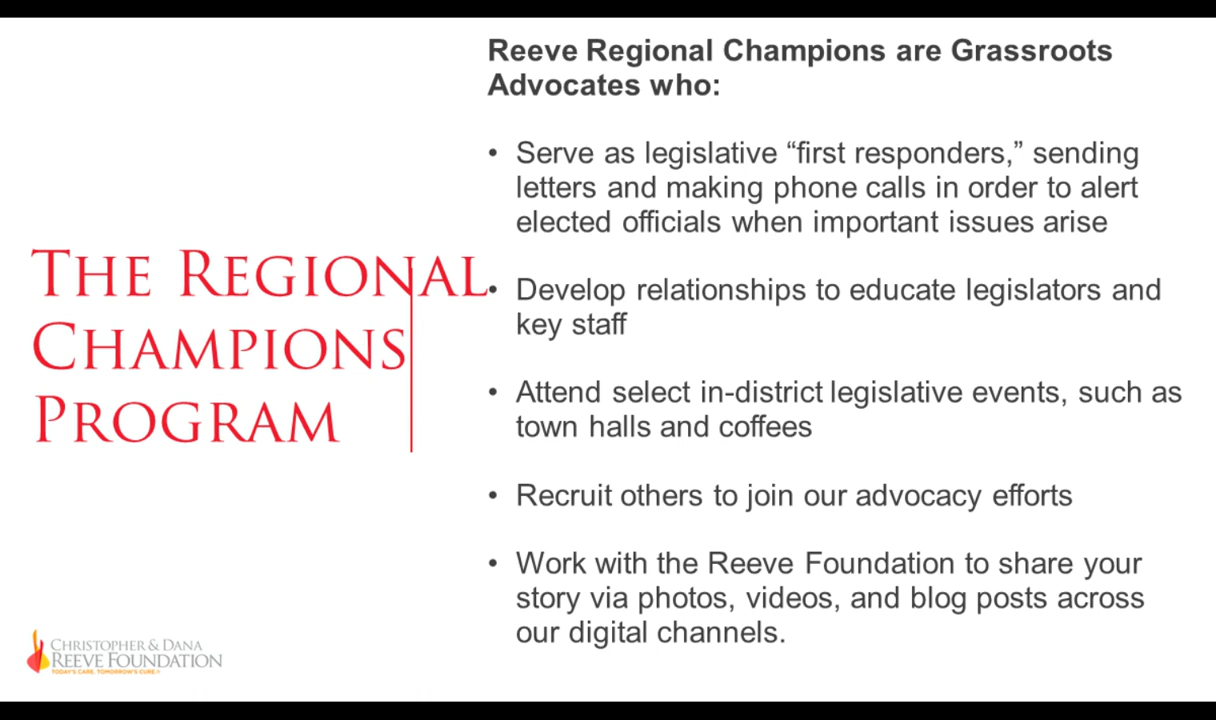 Reeve Regional Champions are Grassroots
Advocates who:
• Serve as legislative “first responders,” sending
letters and making phone calls in order to alert
elected officials when important issues arise
THE REGIONAL
CHAMPIONS
PROGRAM
• Develop relationships to educate legislators and
key staff
• Attend select in-district legislative events, such as
town halls and coffees
• Recruit others to join our advocacy efforts
• Work with the Reeve Foundation to share your
story via photos, videos, and blog posts across
our digital channels.
CHRISTOPHER & DANA
REEVE FOUNDATION
TODAY'S CARE. TOMORROW'S CURE.®